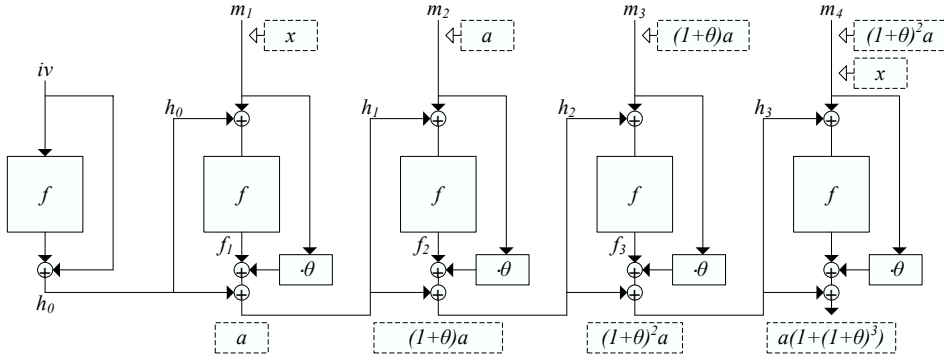 m₁ m₂ m₃ m₄
x a (1+θ)a (1+θ)²a
iv x
h₀ h₁ h₂ h₃
+ + + +
f f f f f
f₁ f₂ f₃
+ + ·θ + ·θ + ·θ + ·θ
h₀ + + + +
a (1+θ)a (1+θ)²a a(1+(1+θ)³)